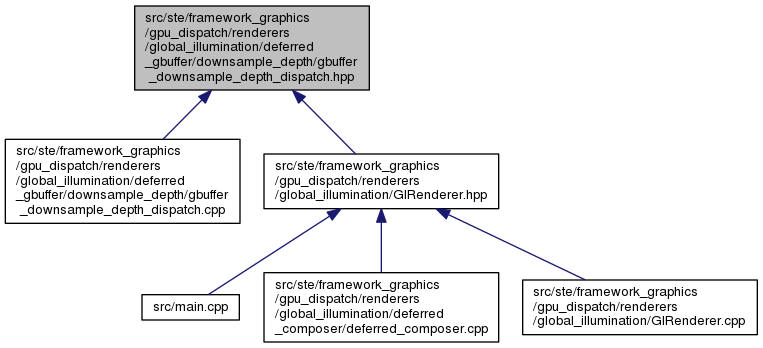 src/ste/framework_graphics
/gpu_dispatch/renderers
/global_illumination/deferred
_gbuffer/downsample_depth/gbuffer
_downsample_depth_dispatch.hpp
src/ste/framework_graphics
/gpu_dispatch/renderers
/global_illumination/deferred
_gbuffer/downsample_depth/gbuffer
_downsample_depth_dispatch.cpp
src/ste/framework_graphics
/gpu_dispatch/renderers
/global_illumination/GIRenderer.hpp
src/main.cpp
src/ste/framework_graphics
/gpu_dispatch/renderers
/global_illumination/deferred
_composer/deferred_composer.cpp
src/ste/framework_graphics
/gpu_dispatch/renderers
/global_illumination/GIRenderer.cpp